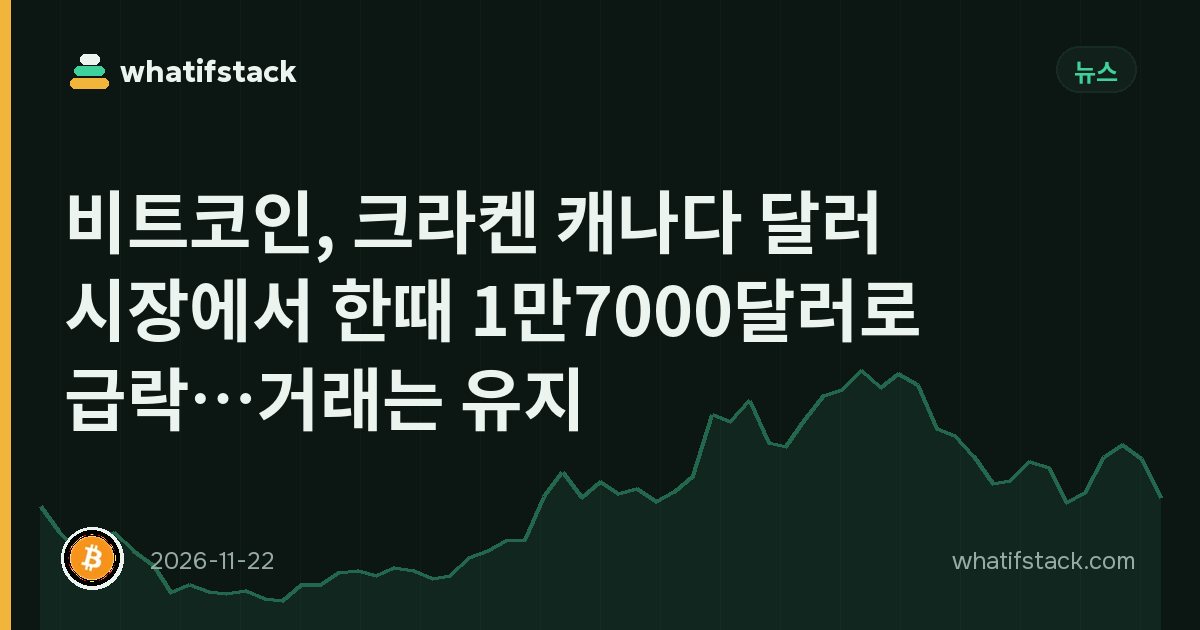 whatifstack
뉴스
비트코인, 크라켄 캐나다 달러
시장에서 한때 1만7000달러로
급락…거래는 유지
2026-11-22
whatifstack.com